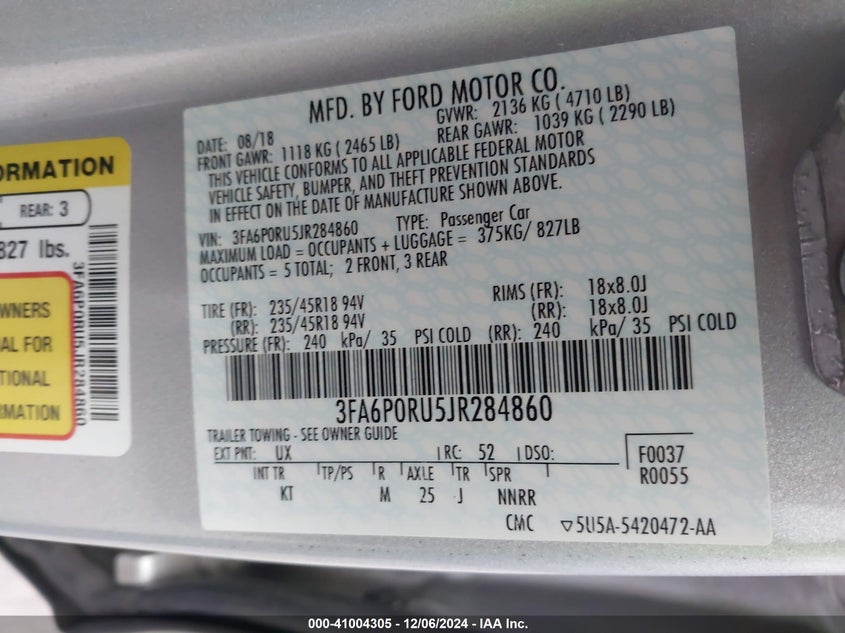 MFD. BY FORD MOTOR CO.
DATE: 08/18 GVWR: 2136 KG ( 4710 LB)
FRONT GAWR: 1118 KG ( 2465 LB) REAR GAWR: 1039 KG ( 2290 LB)
THIS VEHICLE CONFORMS TO ALL APPLICABLE FEDERAL MOTOR
VEHICLE SAFETY, BUMPER, AND THEFT PREVENTION STANDARDS
IN EFFECT ON THE DATE OF MANUFACTURE SHOWN ABOVE.
VIN: 3FA6P0RU5JR284860 TYPE: Passenger Car
MAXIMUM LOAD = OCCUPANTS + LUGGAGE = 375KG/ 827LB
OCCUPANTS = 5 TOTAL; 2 FRONT, 3 REAR
TIRE (FR): 235/45R18 94V RIMS (FR): 18x8.0J
(RR): 235/45R18 94V (RR): 18x8.0J
PRESSURE (FR): 240 kPa/ 35 PSI COLD (RR): 240 kPa/ 35 PSI COLD
3FA6P0RU5JR284860
TRAILER TOWING - SEE OWNER GUIDE
EXT PNT: UX RC: 52 DSO: F0037
R0055
INT TR TP/PS R AXLE TR SPR
KT M 25 J NNRR
CMC ▽5U5A-5420472-AA
ORMATION
REAR: 3
827 lbs.
WNERS
AL FOR
TIONAL
MATION
3FA6P0RU5JR284860
000-41004305 - 12/06/2024 - IAA Inc.